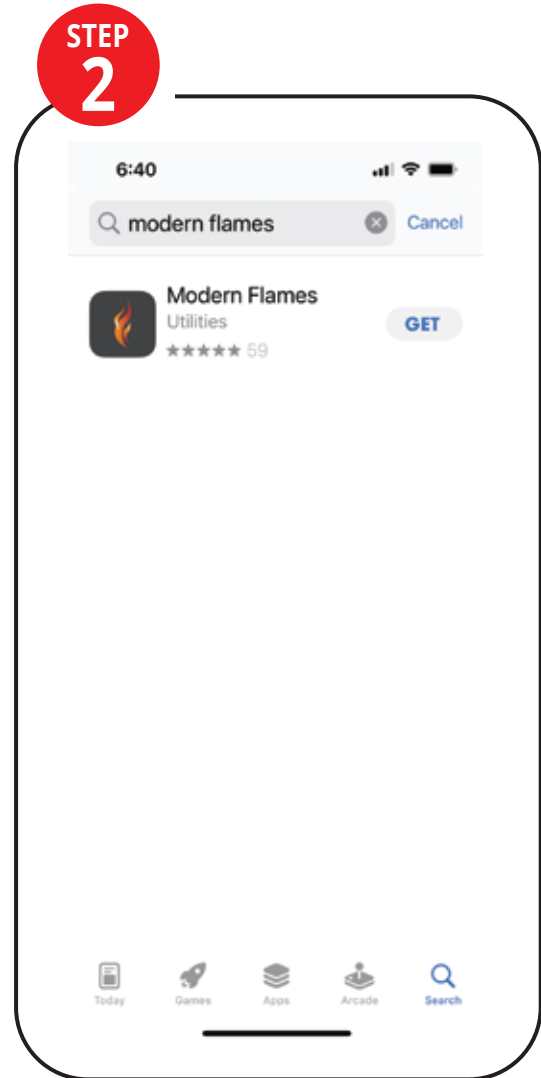 STEP
2
6:40
modern flames
Cancel
Modern Flames
Utilities
GET
★★★★★ 59
Today
Games
Apps
Arcade
Search